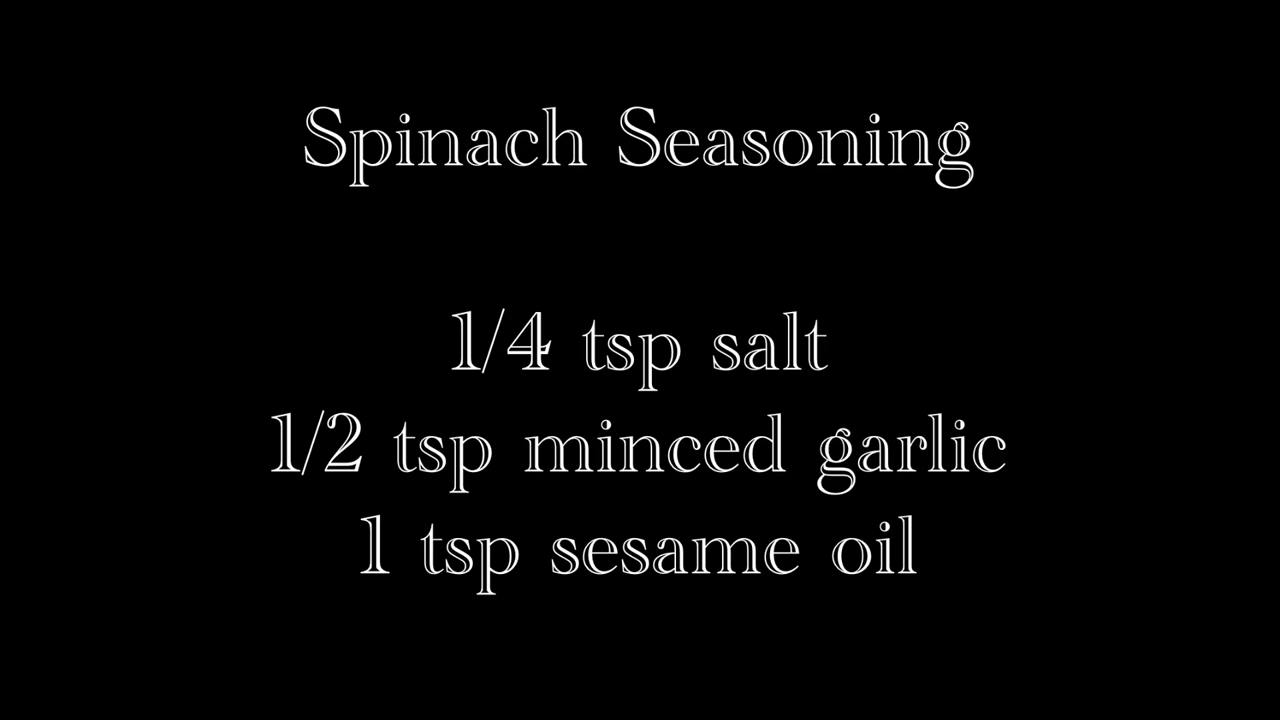 Spinach Seasoning
1/4 tsp salt
1/2 tsp minced garlic
1 tsp sesame oil